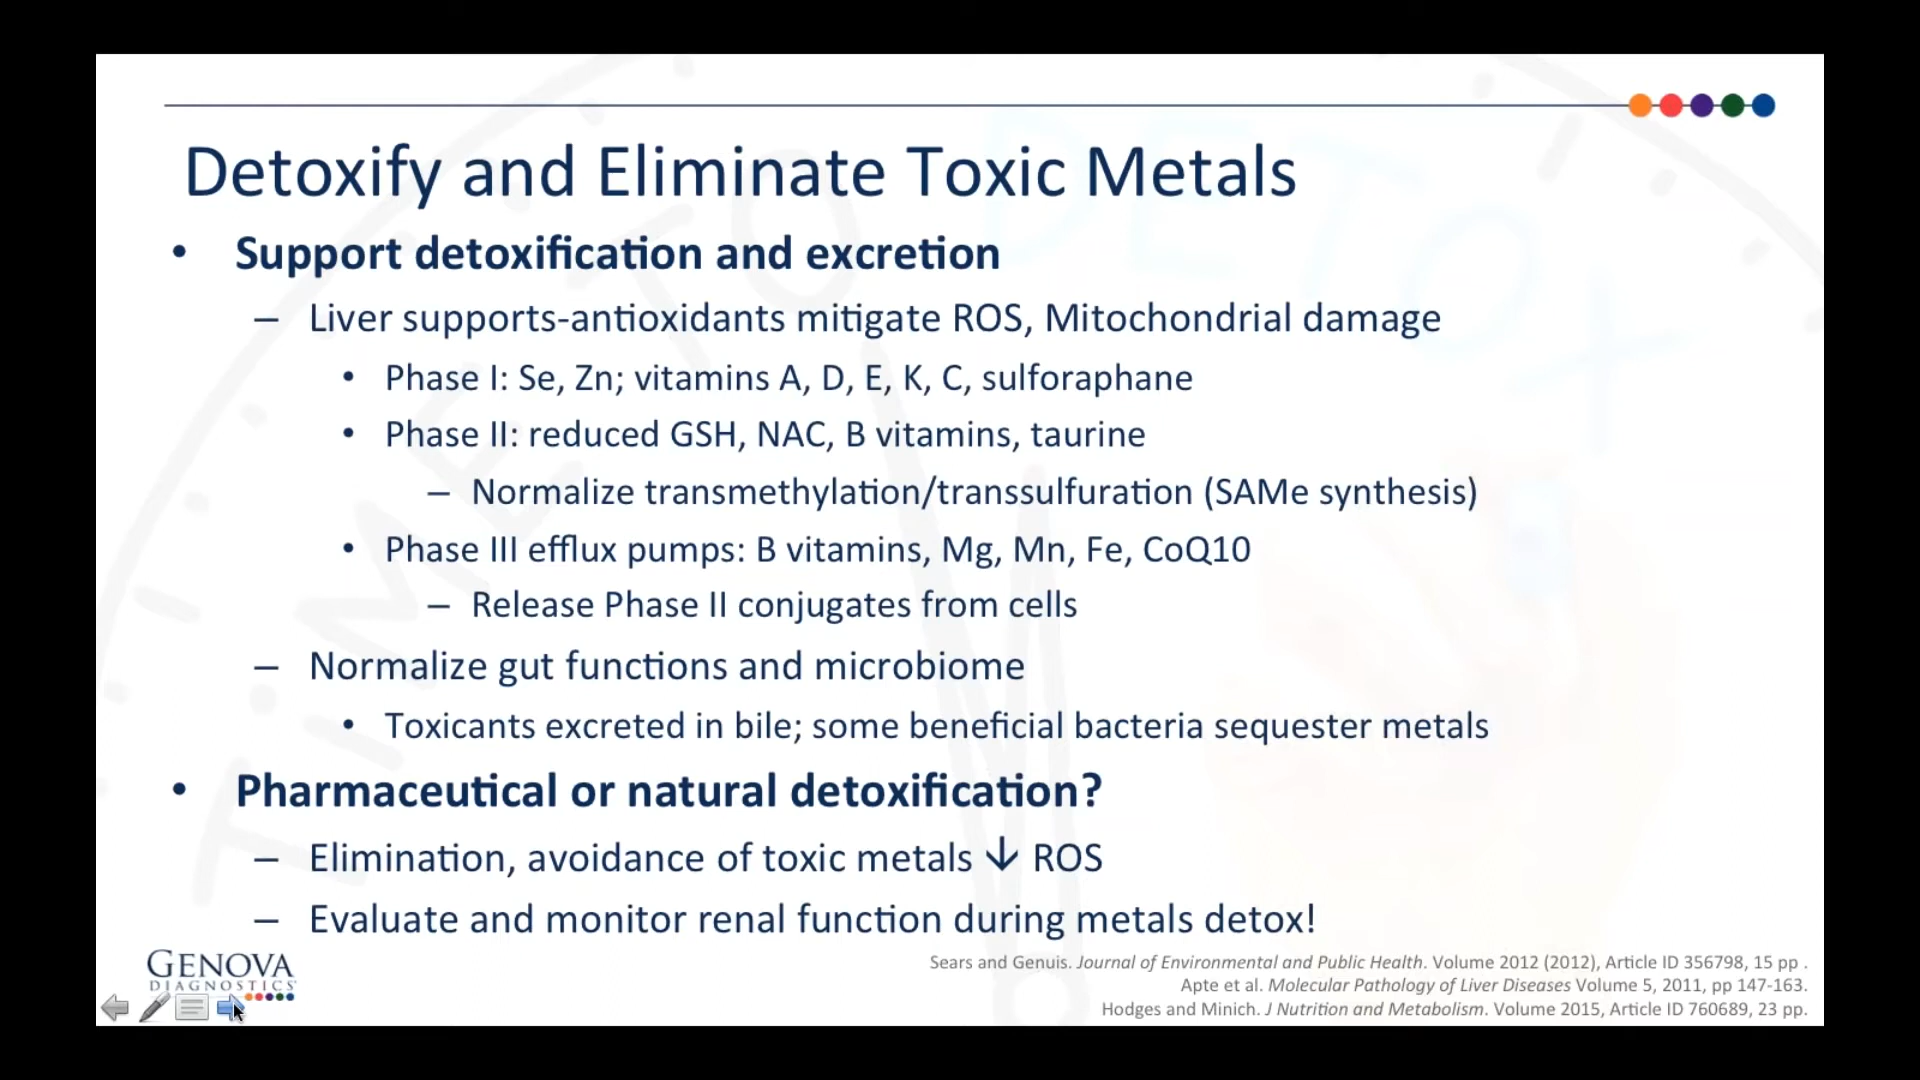 Detoxify and Eliminate Toxic Metals
• Support detoxification and excretion
– Liver supports-antioxidants mitigate ROS, Mitochondrial damage
• Phase I: Se, Zn; vitamins A, D, E, K, C, sulforaphane
• Phase II: reduced GSH, NAC, B vitamins, taurine
– Normalize transmethylation/transsulfuration (SAMe synthesis)
• Phase III efflux pumps: B vitamins, Mg, Mn, Fe, CoQ10
– Release Phase II conjugates from cells
– Normalize gut functions and microbiome
• Toxicants excreted in bile; some beneficial bacteria sequester metals
• Pharmaceutical or natural detoxification?
– Elimination, avoidance of toxic metals ↓ ROS
– Evaluate and monitor renal function during metals detox!
GENOVA
DIAGNOSTICS
Sears and Genuis. Journal of Environmental and Public Health. Volume 2012 (2012), Article ID 356798, 15 pp .
Apte et al. Molecular Pathology of Liver Diseases Volume 5, 2011, pp 147-163.
Hodges and Minich. J Nutrition and Metabolism. Volume 2015, Article ID 760689, 23 pp.
TIME TO DETOX